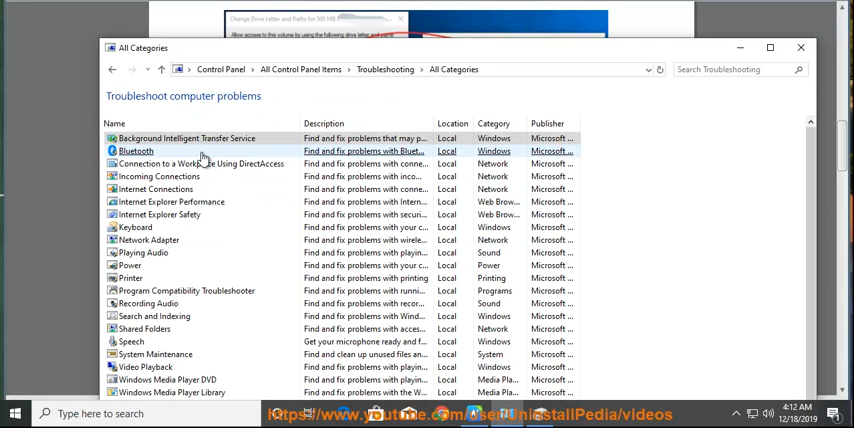 Change Drive Letter and Paths for 500 MB
Allow access to this volume by using the following drive letter and paths
All Categories
Control Panel > All Control Panel Items > Troubleshooting > All Categories
Search Troubleshooting
Troubleshoot computer problems
Name Description Location Category Publisher
Background Intelligent Transfer Service Find and fix problems that may p... Local Windows Microsoft ...
Bluetooth Find and fix problems with Bluet... Local Windows Microsoft ...
Connection to a Workplace Using DirectAccess Find and fix problems with conne... Local Network Microsoft ...
Incoming Connections Find and fix problems with inco... Local Network Microsoft ...
Internet Connections Find and fix problems with conne... Local Network Microsoft ...
Internet Explorer Performance Find and fix problems with Intern... Local Web Brow... Microsoft ...
Internet Explorer Safety Find and fix problems with securi... Local Web Brow... Microsoft ...
Keyboard Find and fix problems with your c... Local Windows Microsoft ...
Network Adapter Find and fix problems with wirele... Local Network Microsoft ...
Playing Audio Find and fix problems with playin... Local Sound Microsoft ...
Power Find and fix problems with your c... Local Power Microsoft ...
Printer Find and fix problems with printing Local Printing Microsoft ...
Program Compatibility Troubleshooter Find and fix problems with runni... Local Programs Microsoft ...
Recording Audio Find and fix problems with recor... Local Sound Microsoft ...
Search and Indexing Find and fix problems with Windo... Local Windows Microsoft ...
Shared Folders Find and fix problems with acces... Local Network Microsoft ...
Speech Get your microphone ready and f... Local Windows Microsoft ...
System Maintenance Find and clean up unused files an... Local System Microsoft ...
Video Playback Find and fix problems with playin... Local Windows Microsoft ...
Windows Media Player DVD Find and fix problems with playin... Local Media Pla... Microsoft ...
Windows Media Player Library Find and fix problems with the W... Local Media Pla... Microsoft ...
Type here to search
https://www.youtube.com/user/UninstallPedia/videos
4:12 AM
12/18/2019